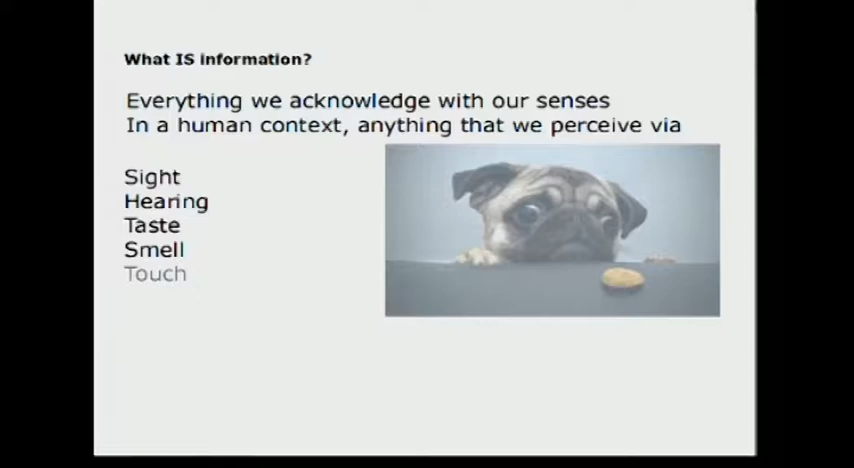 What IS information?
Everything we acknowledge with our senses
In a human context, anything that we perceive via
Sight
Hearing
Taste
Smell
Touch